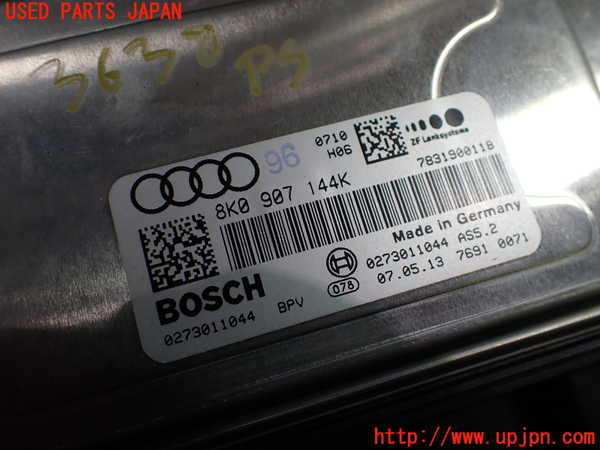 USED PARTS JAPAN
3630
PS
96
0710
H06
ZF Lenksysteme
7831900118
8K0 907 144K
Made in Germany
BOSCH
0273011044 AS5.2
0273011044 BPV
078
07.05.13 7691 0071
http://www.upjpn.com/